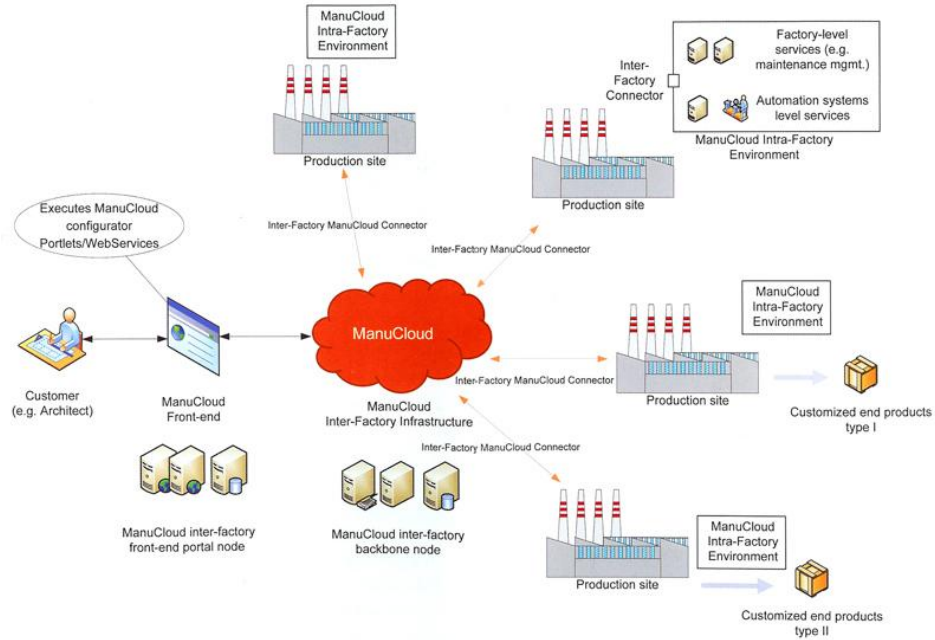 ManuCloud
Intra-Factory
Environment
Production site
Inter-
Factory
Connector
Factory-level
services (e.g.
maintenance mgmt.)
Automation systems
level services
ManuCloud Intra-Factory
Environment
Production site
Executes ManuCloud
configurator
Portlets/WebServices
Inter-Factory ManuCloud Connector
Inter-Factory ManuCloud Connector
ManuCloud
ManuCloud
Intra-Factory
Environment
Production site
Inter-Factory ManuCloud Connector
Customer
(e.g. Architect)
ManuCloud
Front-end
ManuCloud
Inter-Factory Infrastructure
Customized end products
type I
Inter-Factory ManuCloud Connector
ManuCloud inter-factory
front-end portal node
ManuCloud inter-factory
backbone node
ManuCloud
Intra-Factory
Environment
Production site
Customized end products
type II